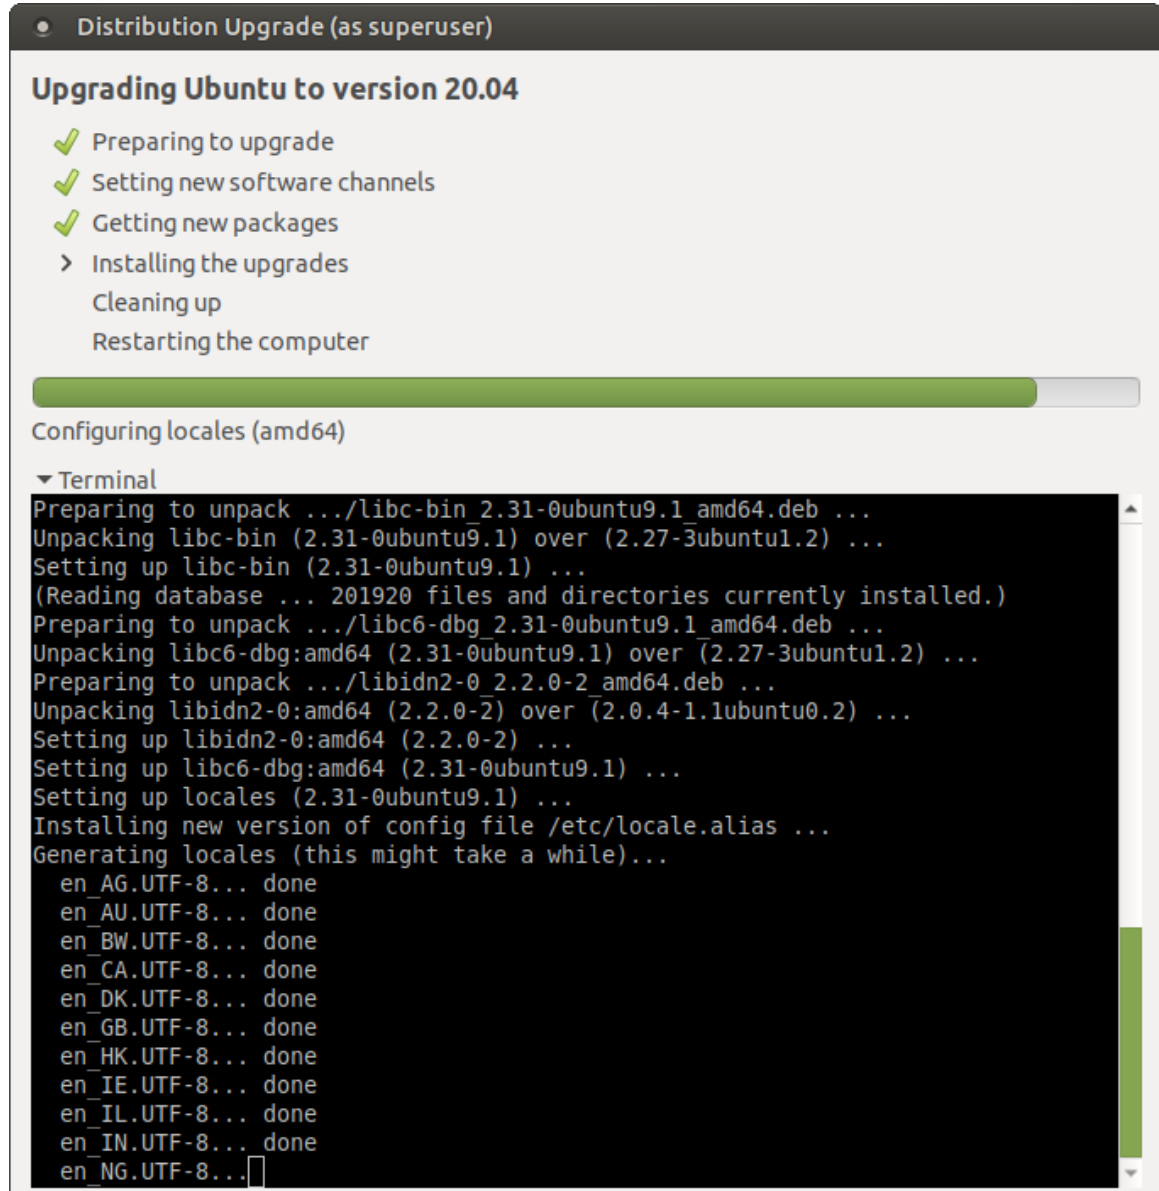 Distribution Upgrade (as superuser)
Upgrading Ubuntu to version 20.04
Preparing to upgrade
Setting new software channels
Getting new packages
Installing the upgrades
Cleaning up
Restarting the computer
Configuring locales (amd64)
Terminal
Preparing to unpack .../libc-bin_2.31-0ubuntu9.1_amd64.deb ...
Unpacking libc-bin (2.31-0ubuntu9.1) over (2.27-3ubuntu1.2) ...
Setting up libc-bin (2.31-0ubuntu9.1) ...
(Reading database ... 201920 files and directories currently installed.)
Preparing to unpack .../libc6-dbg_2.31-0ubuntu9.1_amd64.deb ...
Unpacking libc6-dbg:amd64 (2.31-0ubuntu9.1) over (2.27-3ubuntu1.2) ...
Preparing to unpack .../libidn2-0_2.2.0-2_amd64.deb ...
Unpacking libidn2-0:amd64 (2.2.0-2) over (2.0.4-1.1ubuntu0.2) ...
Setting up libidn2-0:amd64 (2.2.0-2) ...
Setting up libc6-dbg:amd64 (2.31-0ubuntu9.1) ...
Setting up locales (2.31-0ubuntu9.1) ...
Installing new version of config file /etc/locale.alias ...
Generating locales (this might take a while)...
  en_AG.UTF-8... done
  en_AU.UTF-8... done
  en_BW.UTF-8... done
  en_CA.UTF-8... done
  en_DK.UTF-8... done
  en_GB.UTF-8... done
  en_HK.UTF-8... done
  en_IE.UTF-8... done
  en_IL.UTF-8... done
  en_IN.UTF-8... done
  en_NG.UTF-8...